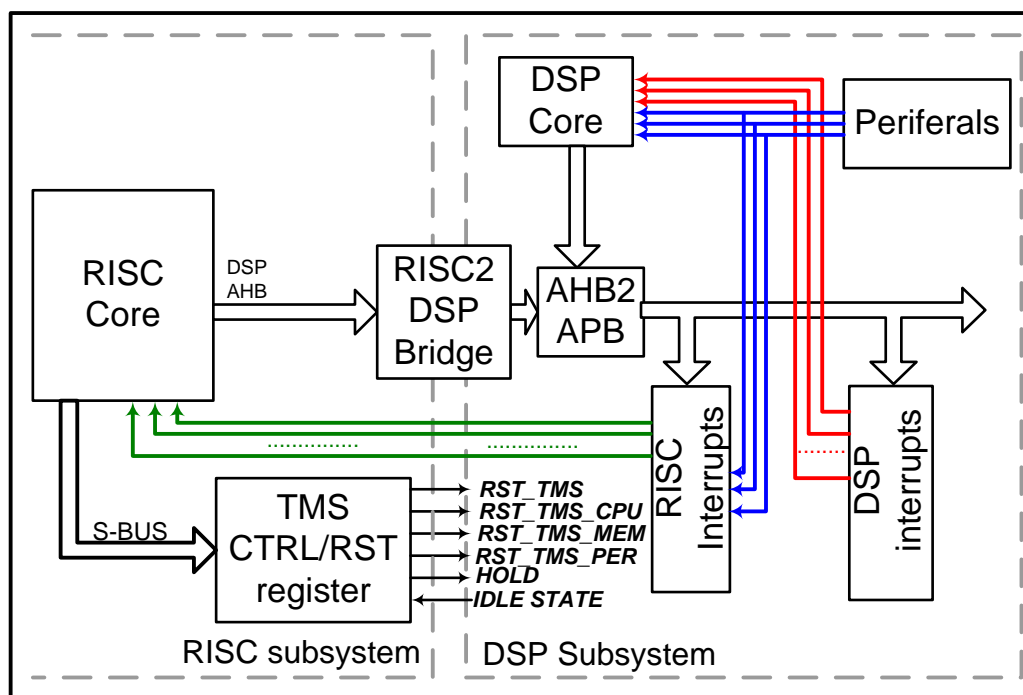 DSP
Core
Periferals
RISC
Core
DSP
AHB
RISC2
DSP
Bridge
AHB2
APB
RISC
Interrupts
DSP
interrupts
S-BUS
TMS
CTRL/RST
register
RST_TMS
RST_TMS_CPU
RST_TMS_MEM
RST_TMS_PER
HOLD
IDLE STATE
RISC subsystem
DSP Subsystem